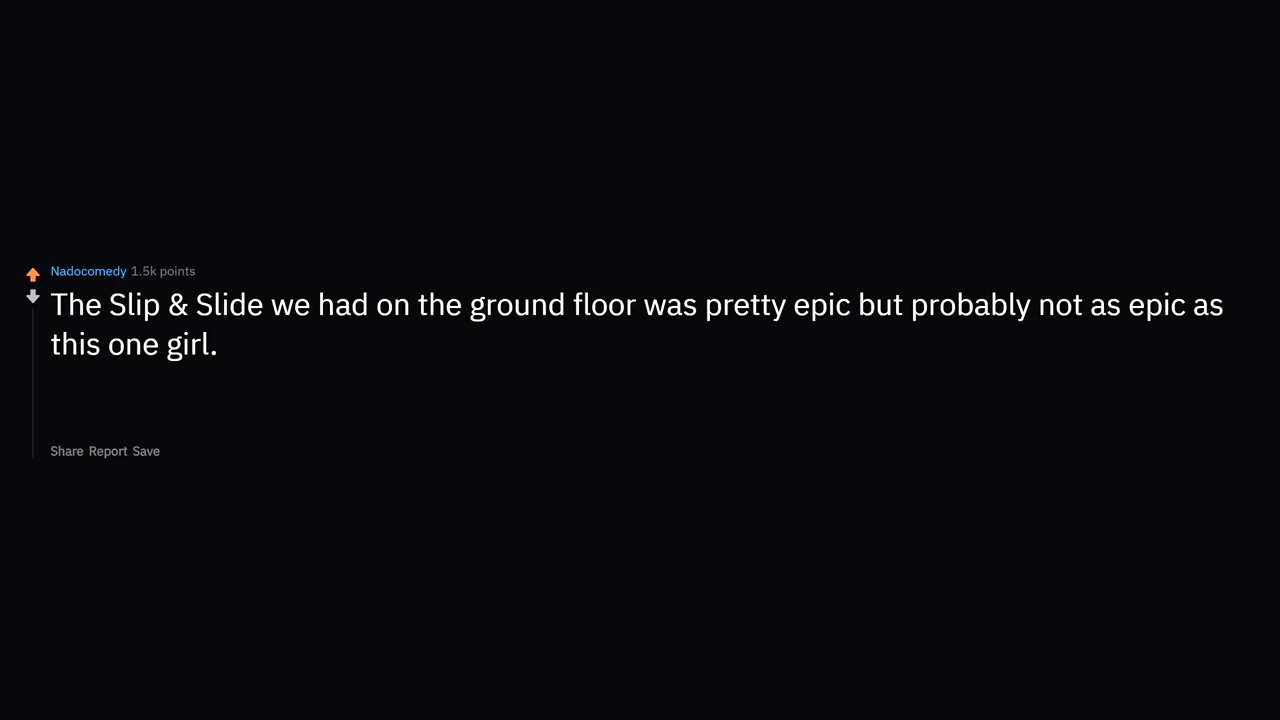 Nadocomedy 1.5k points
The Slip & Slide we had on the ground floor was pretty epic but probably not as epic as
this one girl.
Share Report Save